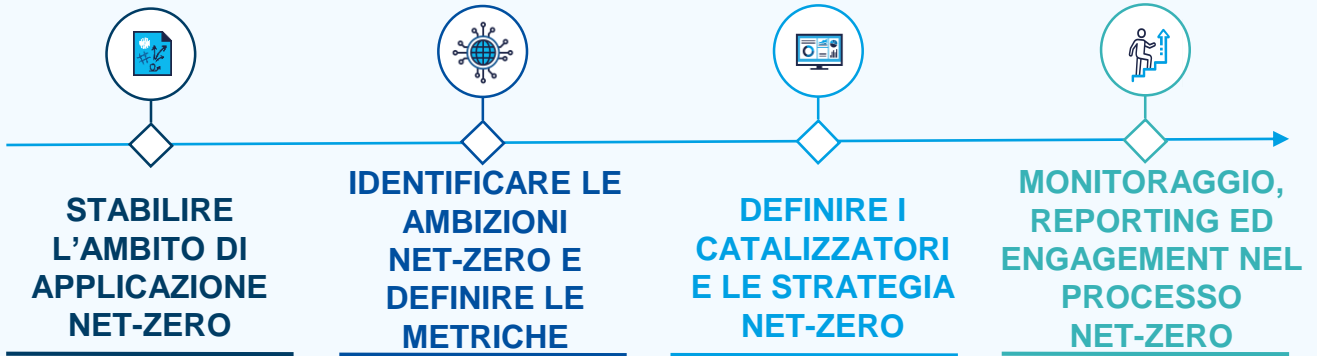 STABILIRE
L’AMBITO DI
APPLICAZIONE
NET-ZERO
IDENTIFICARE LE
AMBIZIONI
NET-ZERO E
DEFINIRE LE
METRICHE
DEFINIRE I
CATALIZZATORI
E LE STRATEGIA
NET-ZERO
MONITORAGGIO,
REPORTING ED
ENGAGEMENT NEL
PROCESSO
NET-ZERO